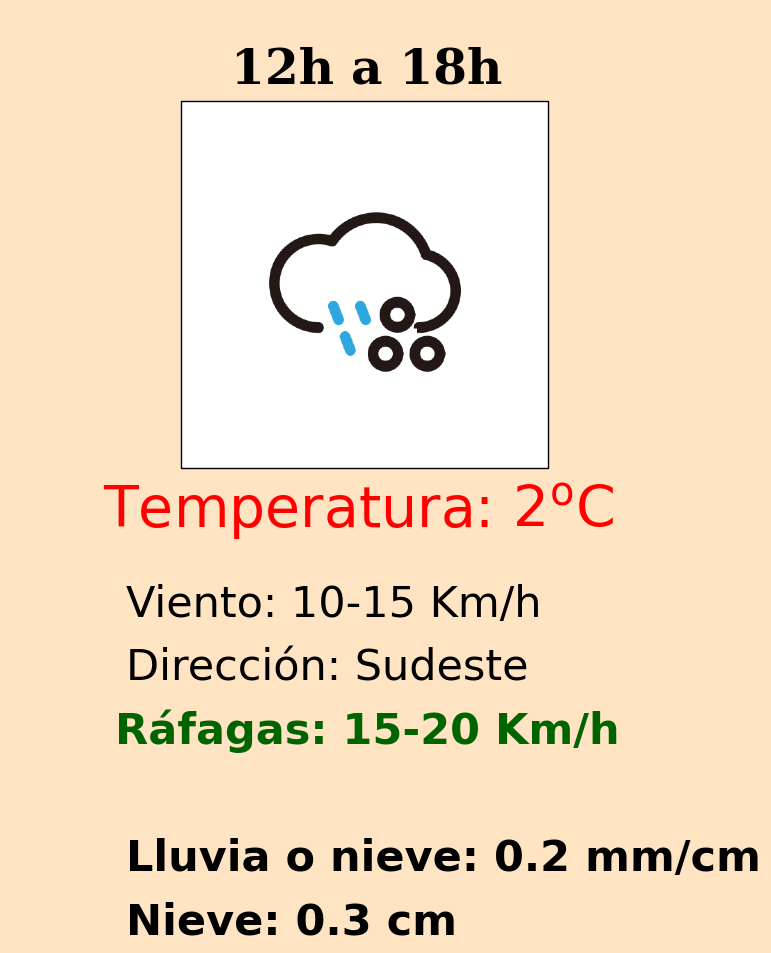 12h a 18h
Temperatura: 2ºC
Viento: 10-15 Km/h
Dirección: Sudeste
Ráfagas: 15-20 Km/h
Lluvia o nieve: 0.2 mm/cm
Nieve: 0.3 cm